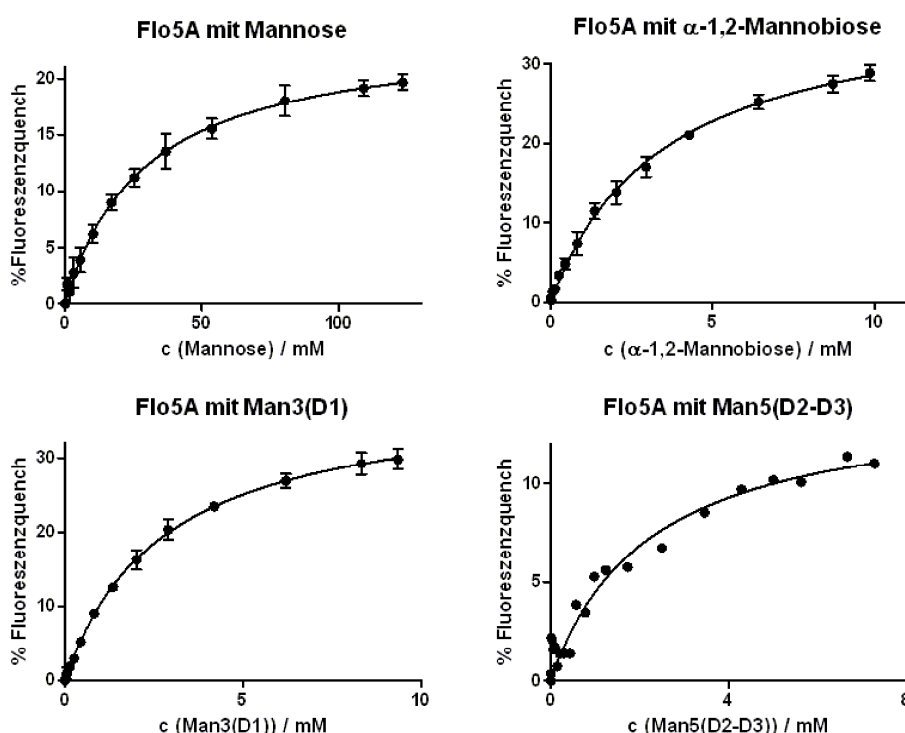 Flo5A mit Mannose
%Fluoreszenzquench
20
15
10
5
0
0 50 100
c (Mannose) / mM
Flo5A mit α-1,2-Mannobiose
% Fluoreszenzquench
30
20
10
0
0 5 10
c (α-1,2-Mannobiose) / mM
Flo5A mit Man3(D1)
% Fluoreszenzquench
30
20
10
0
0 5 10
c (Man3(D1)) / mM
Flo5A mit Man5(D2-D3)
% Fluoreszenzquench
10
5
0
0 4 8
c (Man5(D2-D3)) / mM